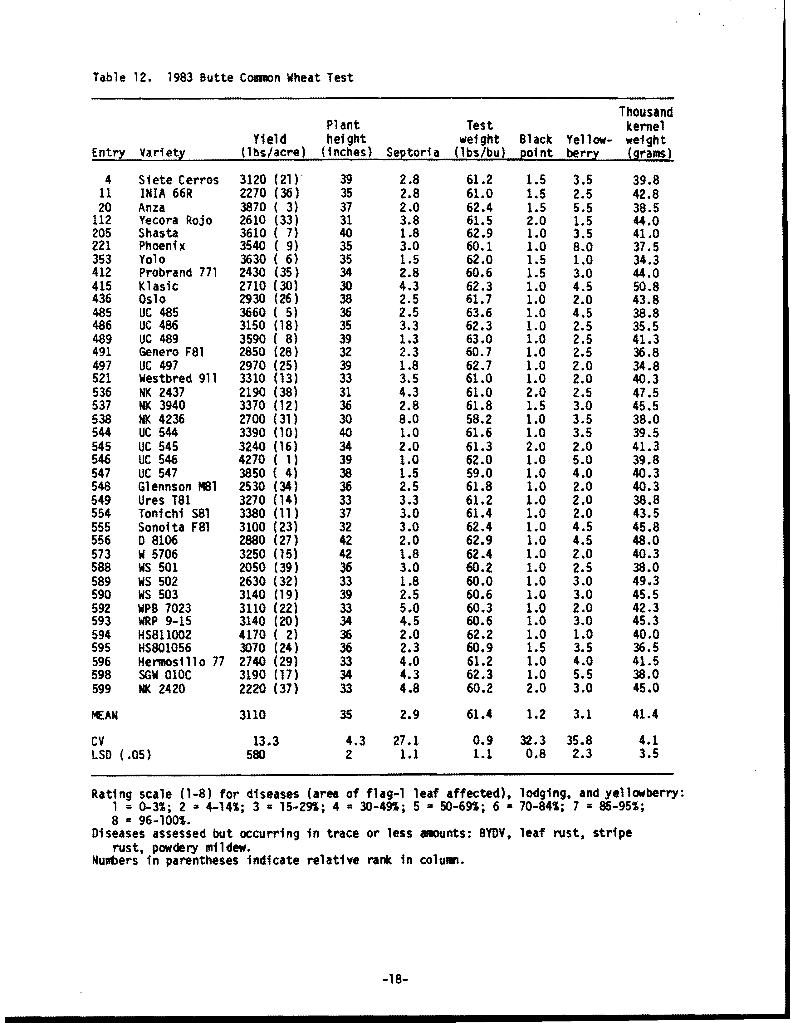 Table 12. 1983 Butte Common Wheat Test
Thousand
Plant Test kernel
Yield height weight Black Yellow- weight
Entry Variety (lbs/acre) (inches) Septoria (lbs/bu) point berry (grams)
4 Siete Cerros 3120 (21) 39 2.8 61.2 1.5 3.5 39.8
11 INIA 66R 2270 (36) 35 2.8 61.0 1.5 2.5 42.8
20 Anza 3870 ( 3) 37 2.0 62.4 1.5 5.5 38.5
112 Yecora Rojo 2610 (33) 31 3.8 61.5 2.0 1.5 44.0
205 Shasta 3610 ( 7) 40 1.8 62.9 1.0 3.5 41.0
221 Phoenix 3540 ( 9) 35 3.0 60.1 1.0 8.0 37.5
353 Yolo 3630 ( 6) 35 1.5 62.0 1.5 1.0 34.3
412 Probrand 771 2430 (35) 34 2.8 60.6 1.5 3.0 44.0
415 Klasic 2710 (30) 30 4.3 62.3 1.0 4.5 50.8
436 Oslo 2930 (26) 38 2.5 61.7 1.0 2.0 43.8
485 UC 485 3660 ( 5) 36 2.5 63.6 1.0 4.5 38.8
486 UC 486 3150 (18) 35 3.3 62.3 1.0 2.5 35.5
489 UC 489 3590 ( 8) 39 1.3 63.0 1.0 2.5 41.3
491 Genero F81 2850 (28) 32 2.3 60.7 1.0 2.5 36.8
497 UC 497 2970 (25) 39 1.8 62.7 1.0 2.0 34.8
521 Westbred 911 3310 (13) 33 3.5 61.0 1.0 2.0 40.3
536 NK 2437 2190 (38) 31 4.3 61.0 2.0 2.5 47.5
537 NK 3940 3370 (12) 36 2.8 61.8 1.5 3.0 45.5
538 NK 4236 2700 (31) 30 8.0 58.2 1.0 3.5 38.0
544 UC 544 3390 (10) 40 1.0 61.6 1.0 3.5 39.5
545 UC 545 3240 (16) 34 2.0 61.3 2.0 2.0 41.3
546 UC 546 4270 ( 1) 39 1.0 62.0 1.0 5.0 39.8
547 UC 547 3850 ( 4) 38 1.5 59.0 1.0 4.0 40.3
548 Glennson M81 2530 (34) 36 2.5 61.8 1.0 2.0 40.3
549 Ures T81 3270 (14) 33 3.3 61.2 1.0 2.0 38.8
554 Tonichi S81 3380 (11) 37 3.0 61.4 1.0 2.0 43.5
555 Sonoita F81 3100 (23) 32 3.0 62.4 1.0 4.5 45.8
556 D 8106 2880 (27) 42 2.0 62.9 1.0 4.5 48.0
573 W 5706 3250 (15) 42 1.8 62.4 1.0 2.0 40.3
588 WS 501 2050 (39) 36 3.0 60.2 1.0 2.5 38.0
589 WS 502 2630 (32) 33 1.8 60.0 1.0 3.0 49.3
590 WS 503 3140 (19) 39 2.5 60.6 1.0 3.0 45.5
592 WPB 7023 3110 (22) 33 5.0 60.3 1.0 2.0 42.3
593 WRP 9-15 3140 (20) 34 4.5 60.6 1.0 3.0 45.3
594 HS811002 4170 ( 2) 36 2.0 62.2 1.0 1.0 40.0
595 HS801056 3070 (24) 36 2.3 60.9 1.5 3.5 36.5
596 Hermosillo 77 2740 (29) 33 4.0 61.2 1.0 4.0 41.5
598 SGW 010C 3190 (17) 34 4.3 62.3 1.0 5.5 38.0
599 NK 2420 2220 (37) 33 4.8 60.2 2.0 3.0 45.0
MEAN 3110 35 2.9 61.4 1.2 3.1 41.4
CV 13.3 4.3 27.1 0.9 32.3 35.8 4.1
LSD (.05) 580 2 1.1 1.1 0.8 2.3 3.5
Rating scale (1-8) for diseases (area of flag-1 leaf affected), lodging, and yellowberry:
1 = 0-3%; 2 = 4-14%; 3 = 15-29%; 4 = 30-49%; 5 = 50-69%; 6 = 70-84%; 7 = 85-95%;
8 = 96-100%.
Diseases assessed but occurring in trace or less amounts: BYDV, leaf rust, stripe
rust, powdery mildew.
Numbers in parentheses indicate relative rank in column.
-18-